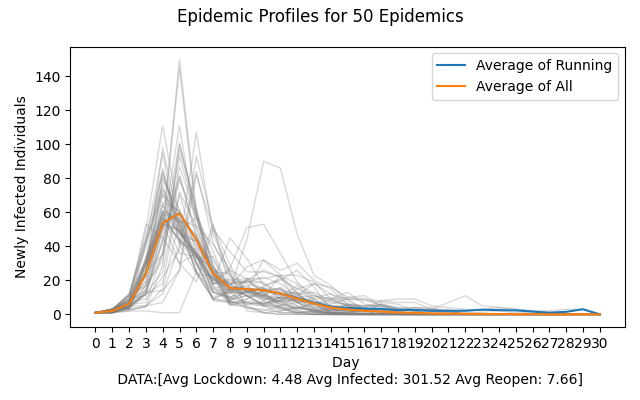 Epidemic Profiles for 50 Epidemics
Average of Running
Average of All
Newly Infected Individuals
140
120
100
80
60
40
20
0
0 1 2 3 4 5 6 7 8 9 10 11 12 13 14 15 16 17 18 19 20 21 22 23 24 25 26 27 28 29 30
Day
DATA:[Avg Lockdown: 4.48 Avg Infected: 301.52 Avg Reopen: 7.66]